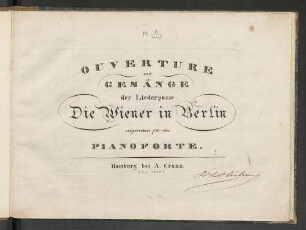 OUVERTURE
und
GESÄNGE
der Liederposse
Die Wiener in Berlin
eingerichtet für das
PIANOFORTE.
Hamburg bei A. Cranz.